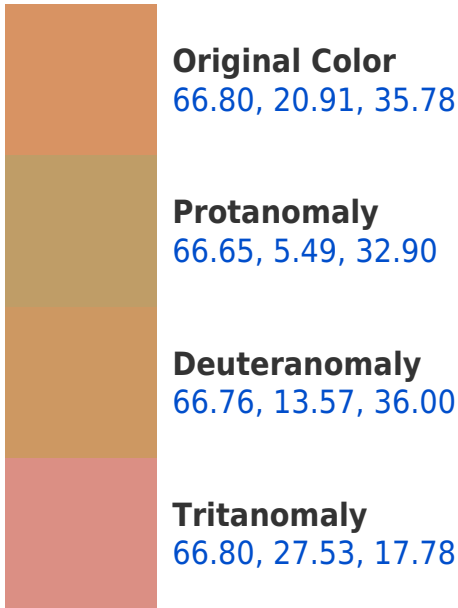 Original Color
66.80, 20.91, 35.78
Protanomaly
66.65, 5.49, 32.90
Deuteranomaly
66.76, 13.57, 36.00
Tritanomaly
66.80, 27.53, 17.78